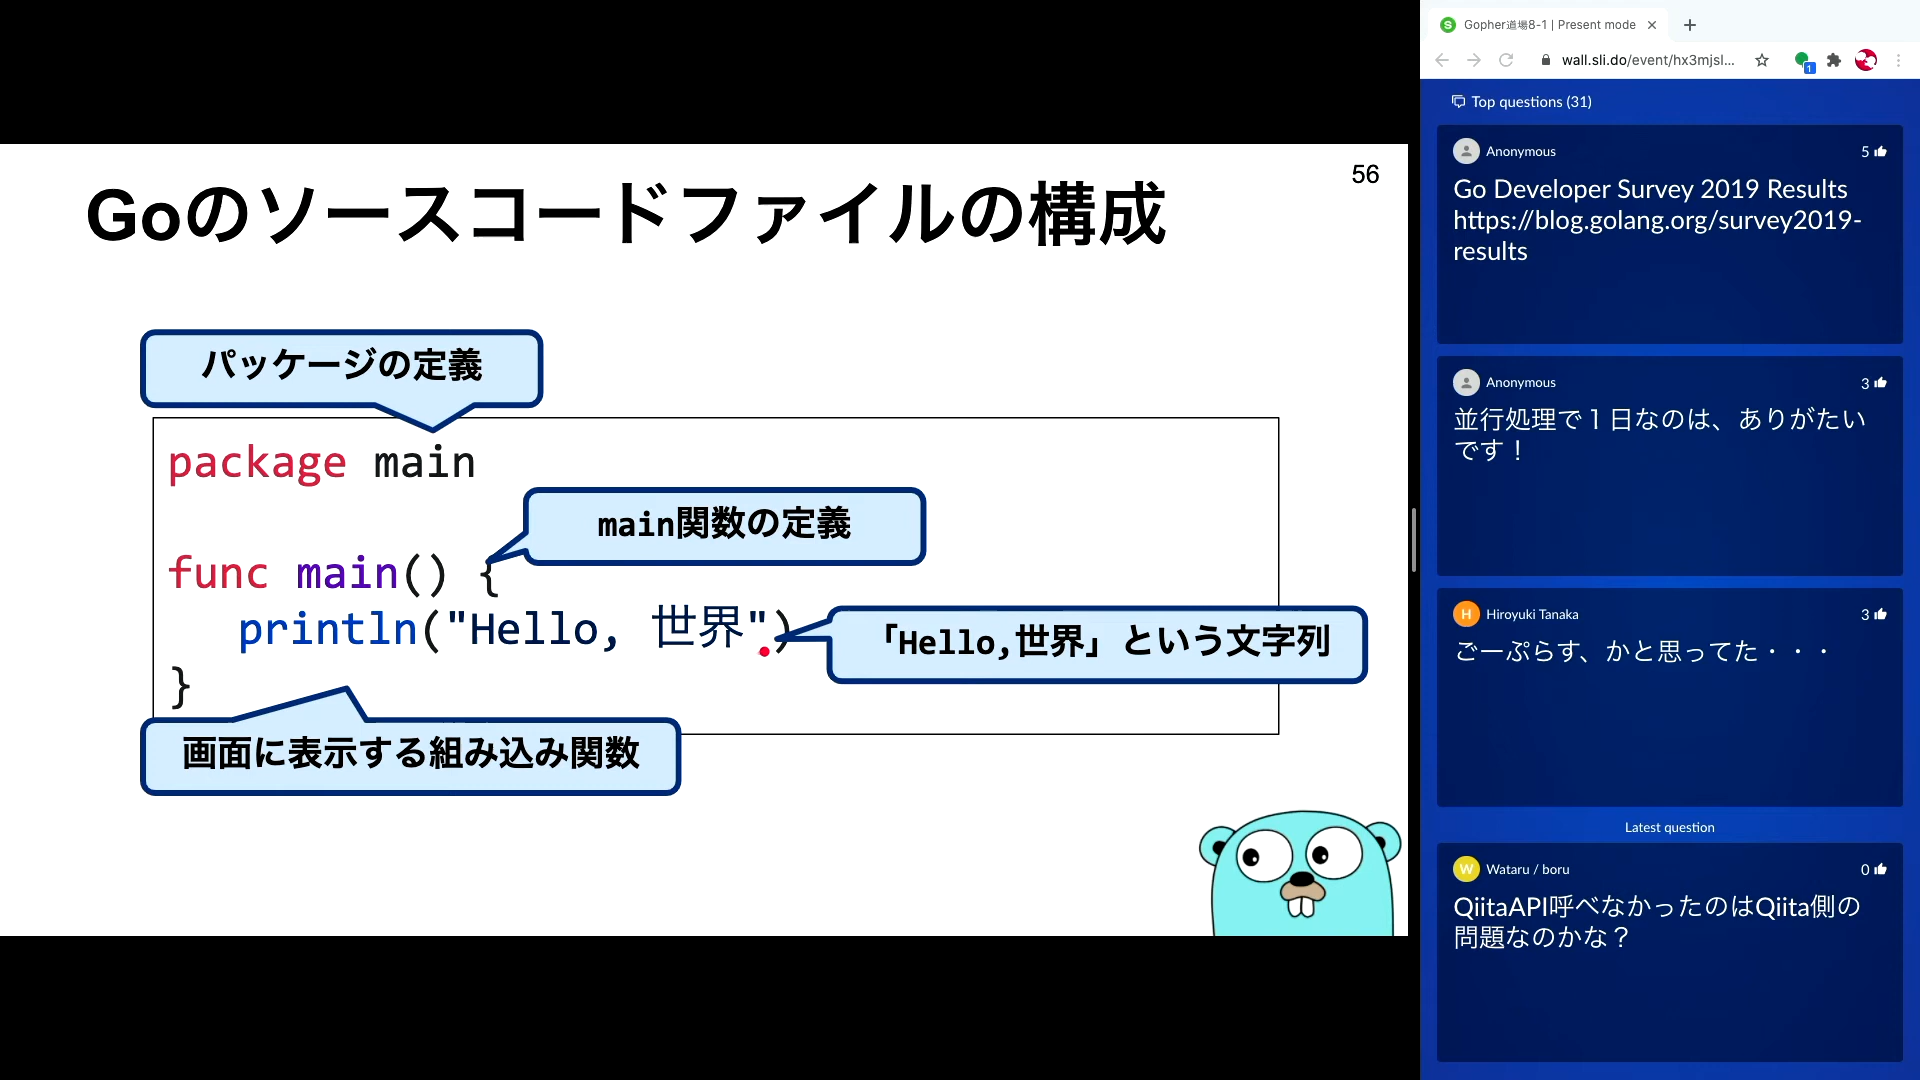 56
Goのソースコードファイルの構成
パッケージの定義
package main
main関数の定義
func main() {
println("Hello, 世界")
「Hello,世界」という文字列
}
画面に表示する組み込み関数
Gopher道場8-1 | Present mode
wall.sli.do/event/hx3mjsl...
1
Top questions (31)
Anonymous
5
Go Developer Survey 2019 Results
https://blog.golang.org/survey2019-
results
Anonymous
3
並行処理で１日なのは、ありがたい
です！
H
Hiroyuki Tanaka
3
ごーぷらす、かと思ってた・・・
Latest question
W
Wataru / boru
0
QiitaAPI呼べなかったのはQiita側の
問題なのかな？